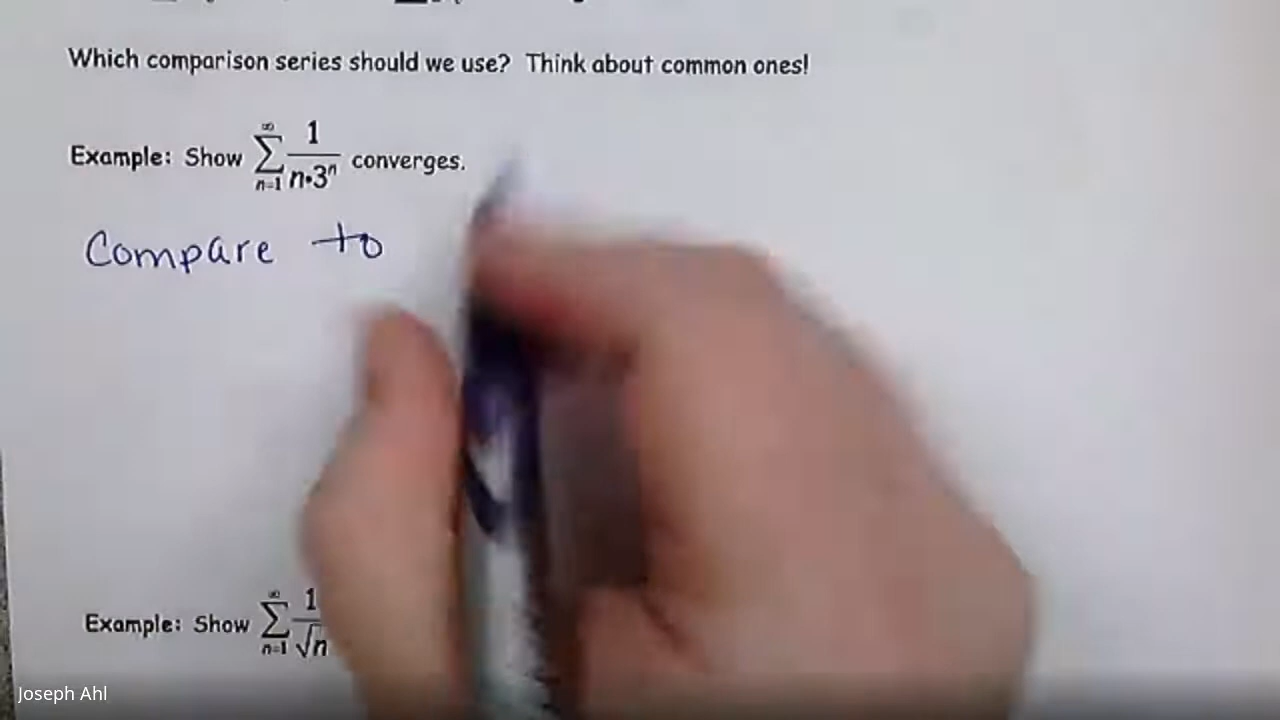 Which comparison series should we use? Think about common ones!
Example: Show ∞ ∑ n=1 1/(n•3ⁿ) converges.
Compare to
Example: Show ∞ ∑ n=1 1/√n
Joseph Ahl